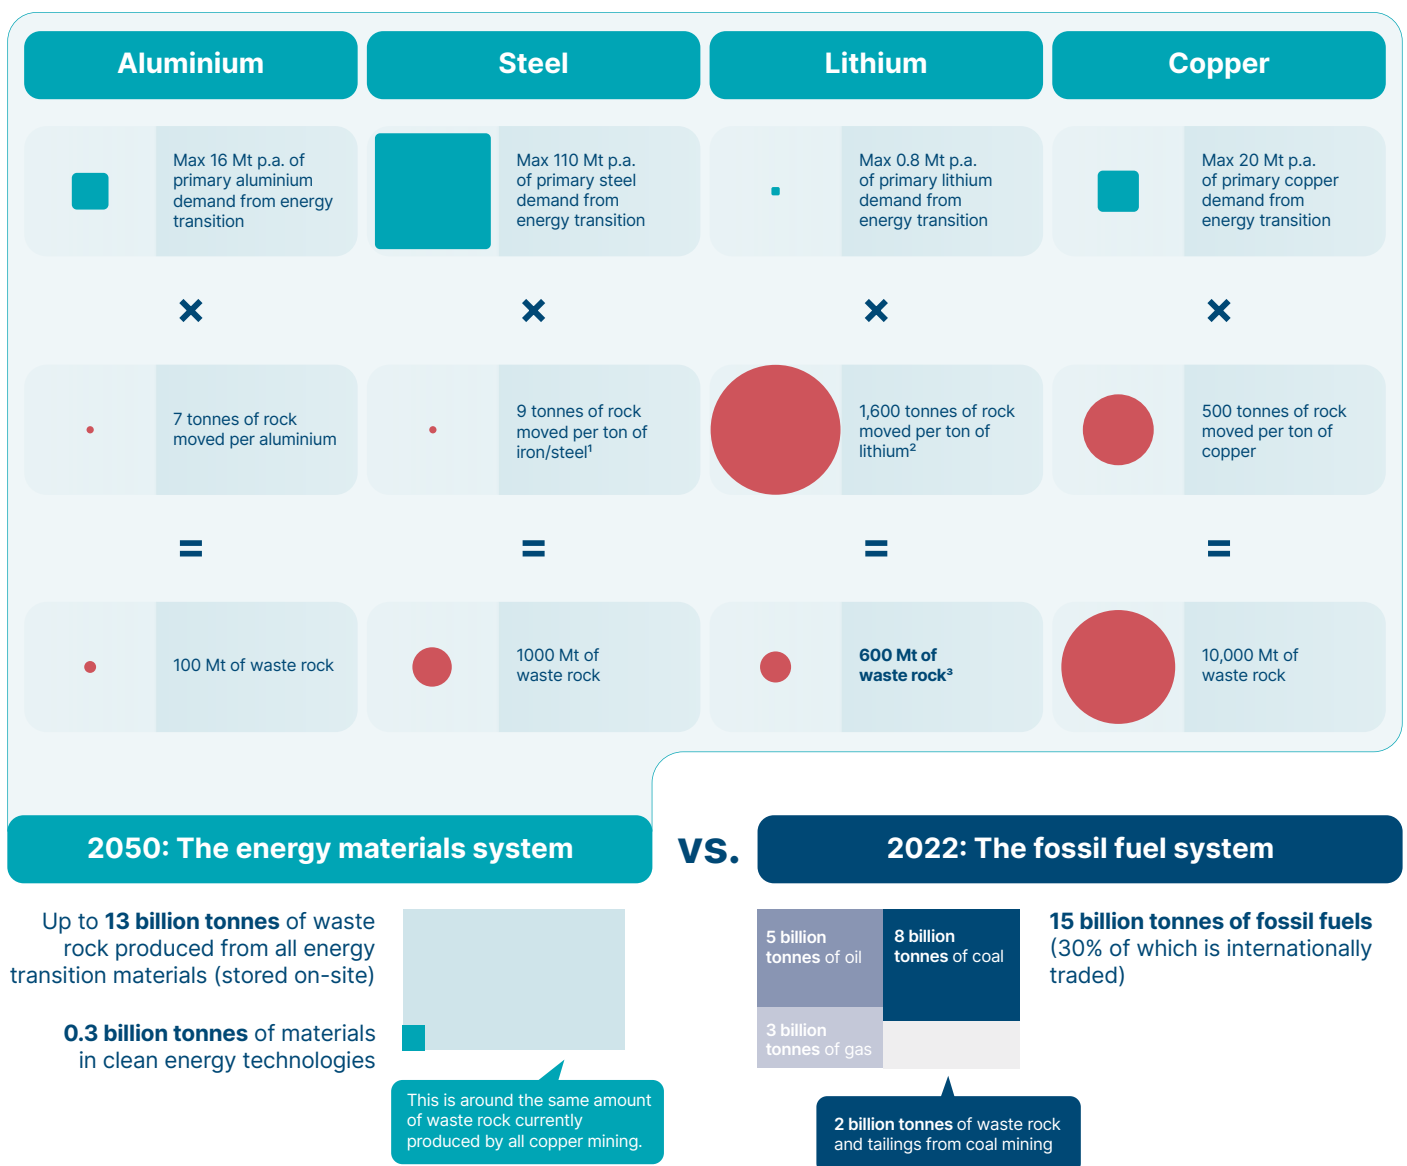 Aluminium
Steel
Lithium
Copper
Max 16 Mt p.a. of
primary aluminium
demand from energy
transition
Max 110 Mt p.a.
of primary steel
demand from
energy transition
Max 0.8 Mt p.a.
of primary lithium
demand from
energy transition
Max 20 Mt p.a.
of primary copper
demand from
energy transition
×
×
×
×
7 tonnes of rock
moved per aluminium
9 tonnes of rock
moved per ton of
iron/steel¹
1,600 tonnes of rock
moved per ton of
lithium²
500 tonnes of rock
moved per ton of
copper
=
=
=
=
100 Mt of waste rock
1000 Mt of
waste rock
600 Mt of
waste rock³
10,000 Mt of
waste rock
2050: The energy materials system
vs.
2022: The fossil fuel system
Up to 13 billion tonnes of waste
rock produced from all energy
transition materials (stored on-site)
0.3 billion tonnes of materials
in clean energy technologies
This is around the same amount
of waste rock currently
produced by all copper mining.
5 billion
tonnes of oil
8 billion
tonnes of coal
3 billion
tonnes of gas
15 billion tonnes of fossil fuels
(30% of which is internationally
traded)
2 billion tonnes of waste rock
and tailings from coal mining